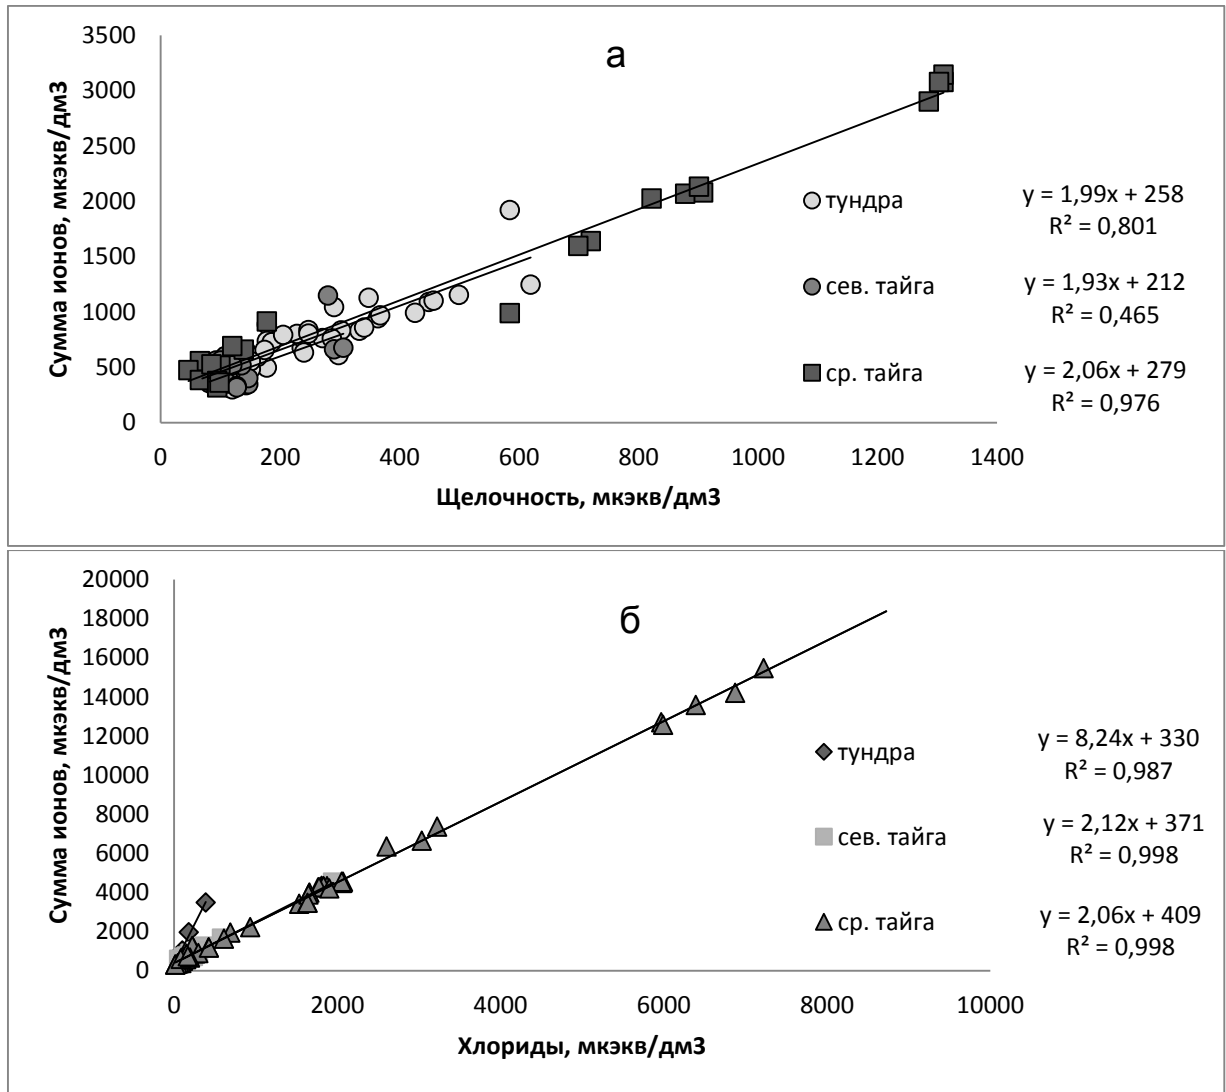 а
3500
3000
2500
2000
1500
1000
500
0
Сумма ионов, мкэкв/дм3
0 200 400 600 800 1000 1200 1400
Щелочность, мкэкв/дм3
тундра
y = 1,99x + 258
R² = 0,801
сев. тайга
y = 1,93x + 212
R² = 0,465
ср. тайга
y = 2,06x + 279
R² = 0,976
б
20000
18000
16000
14000
12000
10000
8000
6000
4000
2000
0
Сумма ионов, мкэкв/дм3
0 2000 4000 6000 8000 10000
Хлориды, мкэкв/дм3
тундра
y = 8,24x + 330
R² = 0,987
сев. тайга
y = 2,12x + 371
R² = 0,998
ср. тайга
y = 2,06x + 409
R² = 0,998